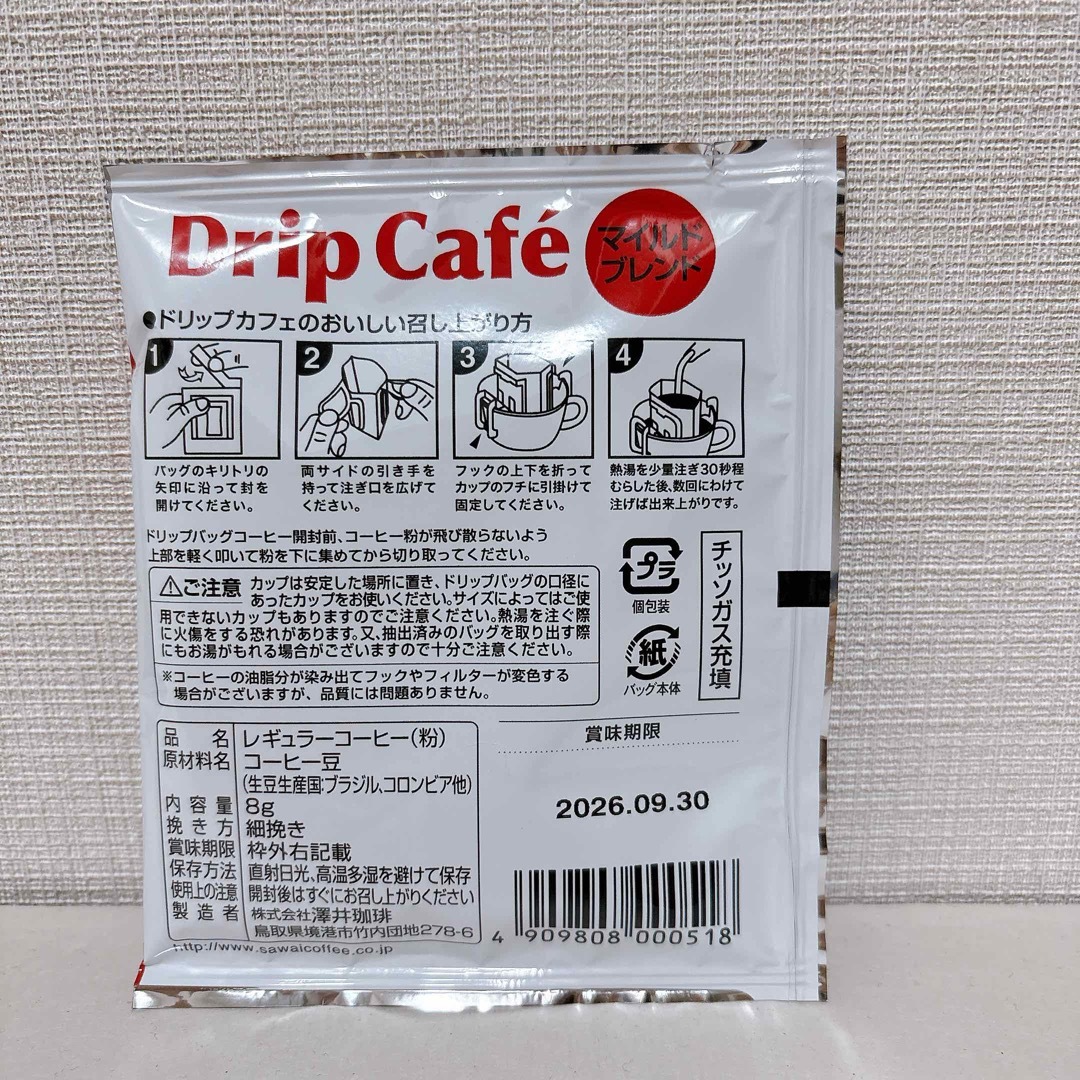 Drip Café
マイルド
ブレンド
●ドリップカフェのおいしい召し上がり方
1
2
3
4
バッグのキリトリの
矢印に沿って封を
開けてください。
両サイドの引き手を
持って注ぎ口を広げて
ください。
フックの上下を折って
カップのフチに引掛けて
固定してください。
熱湯を少量注ぎ30秒程
むらした後、数回にわけて
注げば出来上がりです。
ドリップバッグコーヒー開封前、コーヒー粉が飛び散らないよう
上部を軽く叩いて粉を下に集めてから切り取ってください。
⚠ご注意 カップは安定した場所に置き、ドリップバッグの口径に
あったカップをお使いください。サイズによってはご使
用できないカップもありますのでご注意ください。熱湯を注ぐ際
に火傷をする恐れがあります。又、抽出済みのバッグを取り出す際
にもお湯がもれる場合がございますので十分ご注意ください。
※コーヒーの油脂分が染み出てフックやフィルターが変色する
場合がございますが、品質には問題ありません。
プラ
個包装
紙
バッグ本体
チッソガス充填
品名 レギュラーコーヒー(粉)
原材料名 コーヒー豆
(生豆生産国:ブラジル、コロンビア他)
内容量 8g
挽き方 細挽き
賞味期限 枠外右記載
保存方法 直射日光、高温多湿を避けて保存
使用上の注意 開封後はすぐにお召し上がりください
製造者 株式会社澤井珈琲
鳥取県境港市竹内団地278-6
http://www.sawaicoffee.co.jp
賞味期限
2026.09.30
4 909808 000518